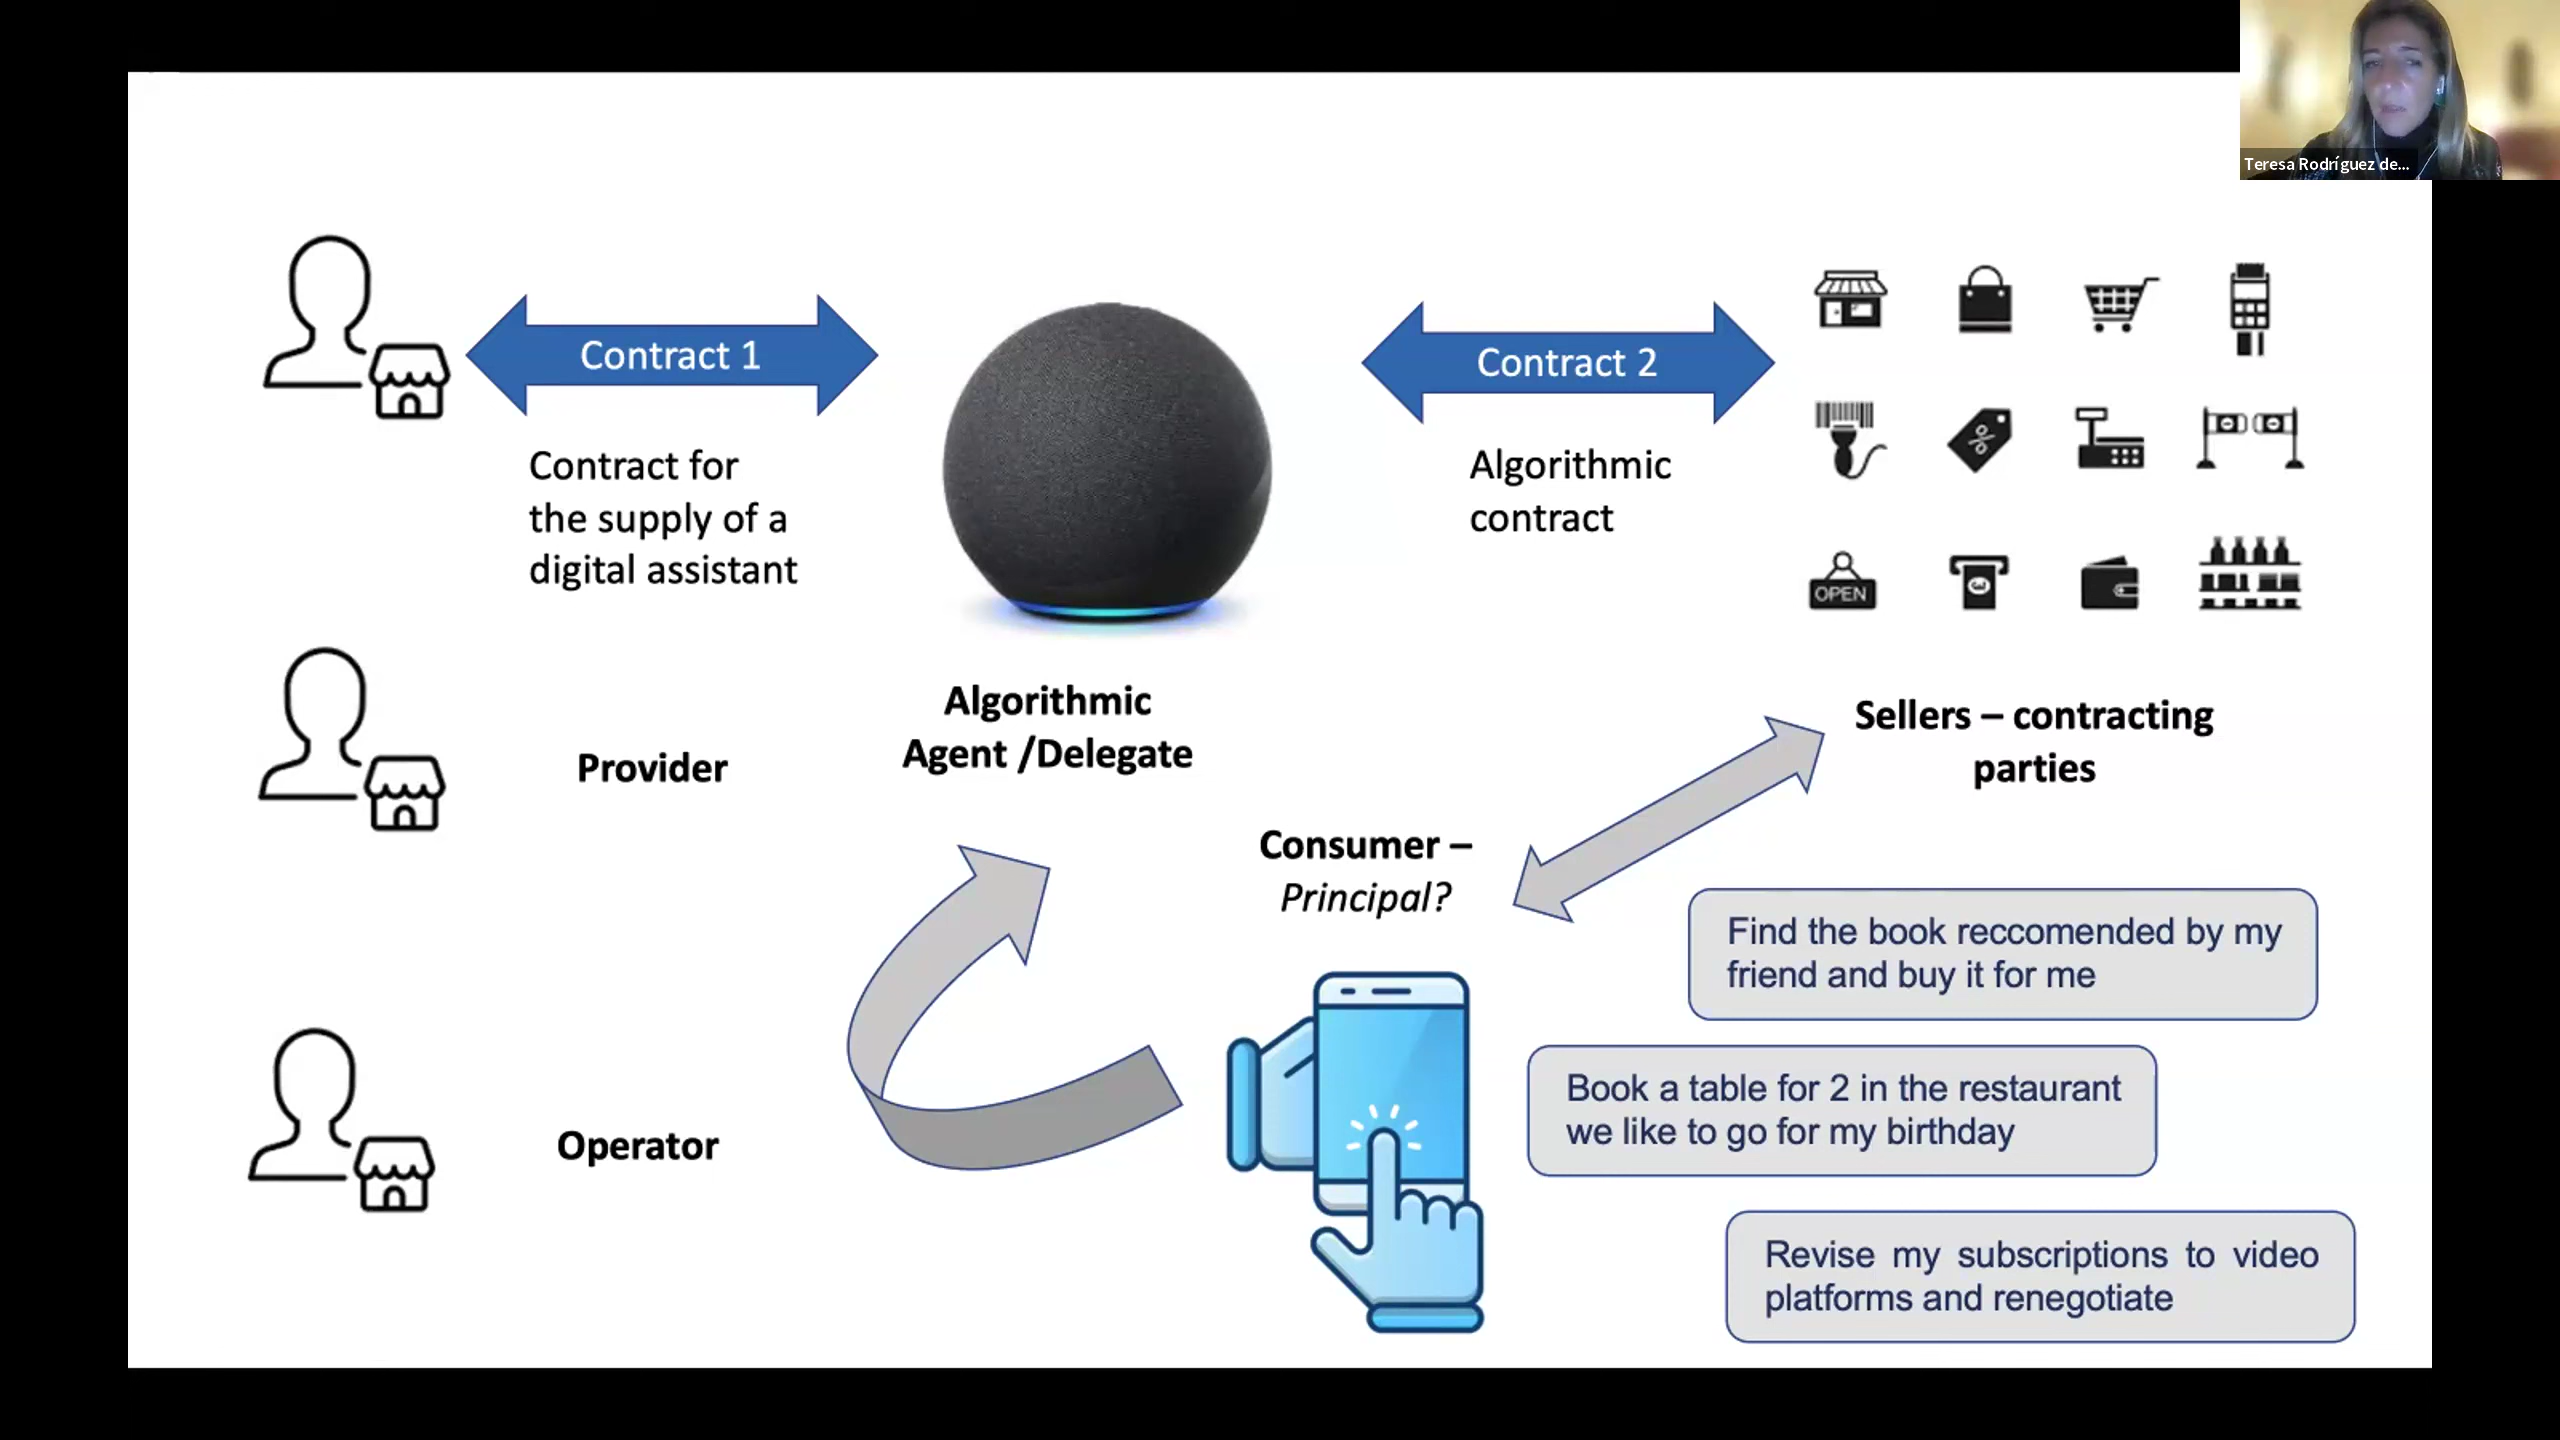 Teresa Rodríguez de...
Contract 1
Contract for
the supply of a
digital assistant
Contract 2
Algorithmic
contract
OPEN
Algorithmic
Agent /Delegate
Provider
Sellers – contracting
parties
Consumer –
Principal?
Operator
Find the book reccomended by my
friend and buy it for me
Book a table for 2 in the restaurant
we like to go for my birthday
Revise my subscriptions to video
platforms and renegotiate